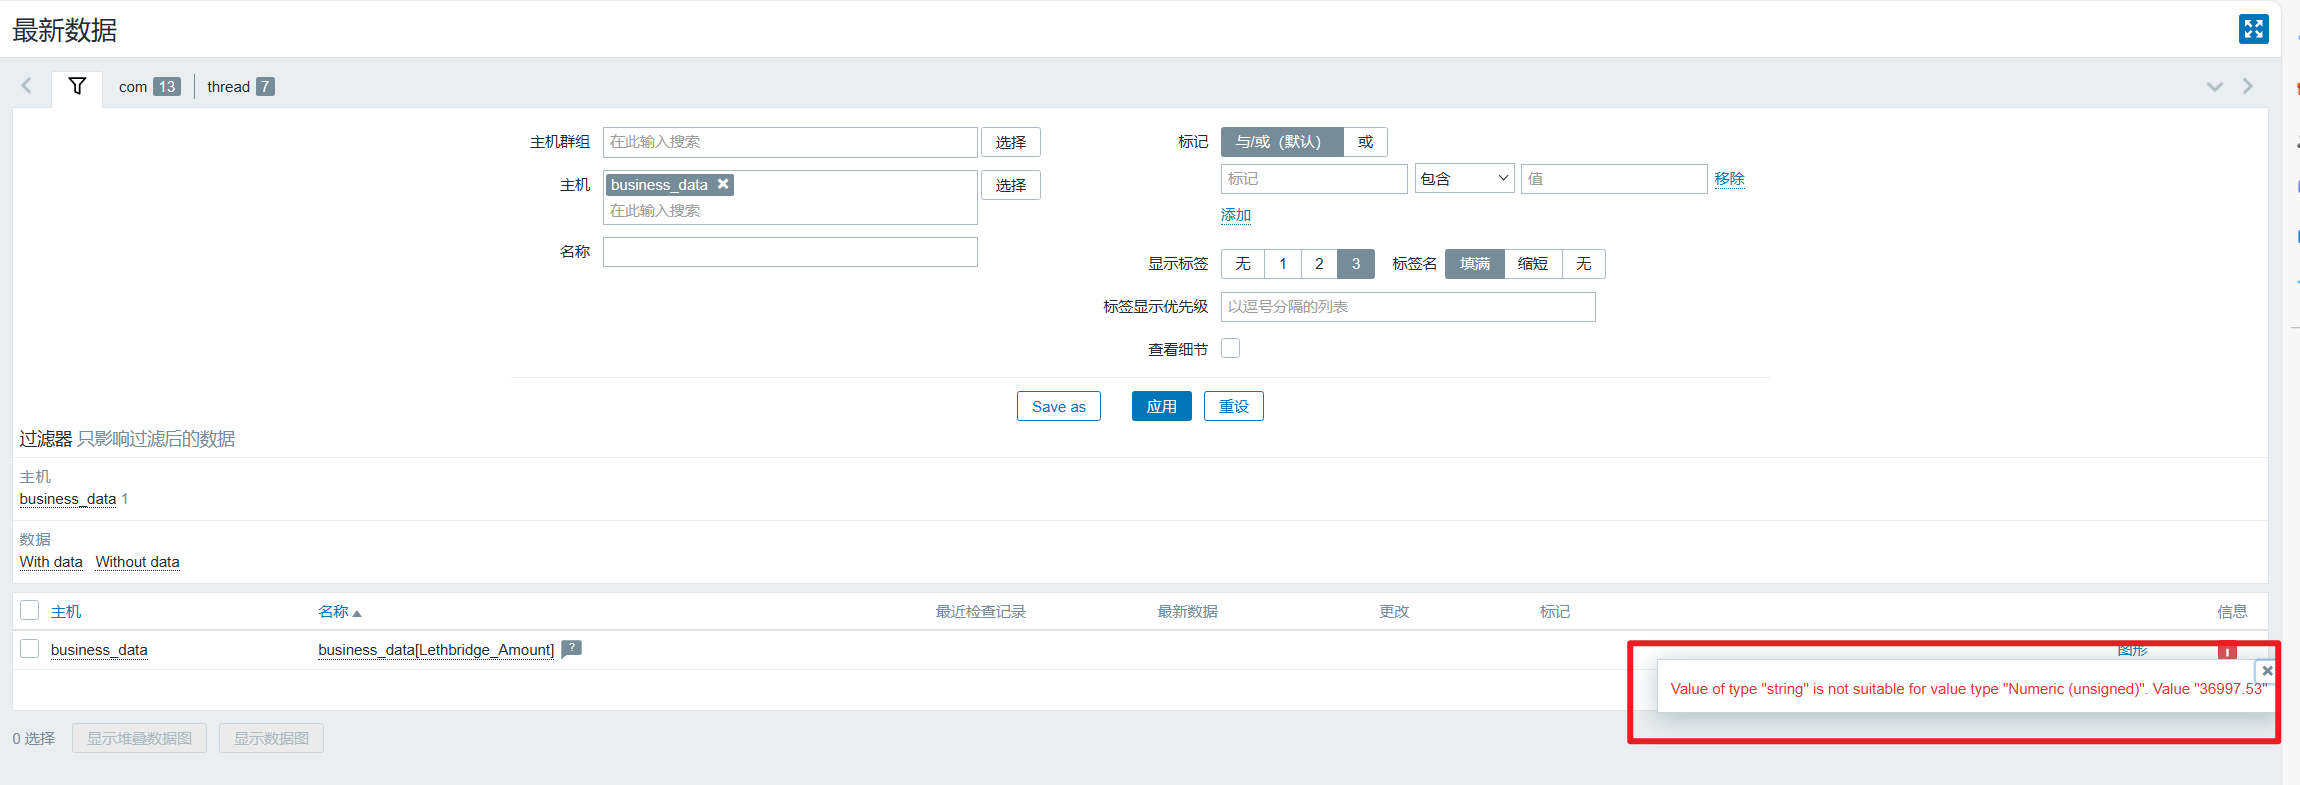 最新数据
com 13 thread 7
主机群组 在此输入搜索 选择
主机 business_data 选择
在此输入搜索
名称
标记 与/或（默认） 或
标记 包含 值 移除
添加
显示标签 无 1 2 3 标签名 填满 缩短 无
标签显示优先级 以逗号分隔的列表
查看细节
Save as 应用 重设
过滤器 只影响过滤后的数据
主机
business_data 1
数据
With data Without data
主机 名称 最近检查记录 最新数据 更改 标记 信息
business_data business_data[Lethbridge_Amount] ? 图形 i
Value of type "string" is not suitable for value type "Numeric (unsigned)". Value "36997.53"
0 选择 显示堆叠数据图 显示数据图